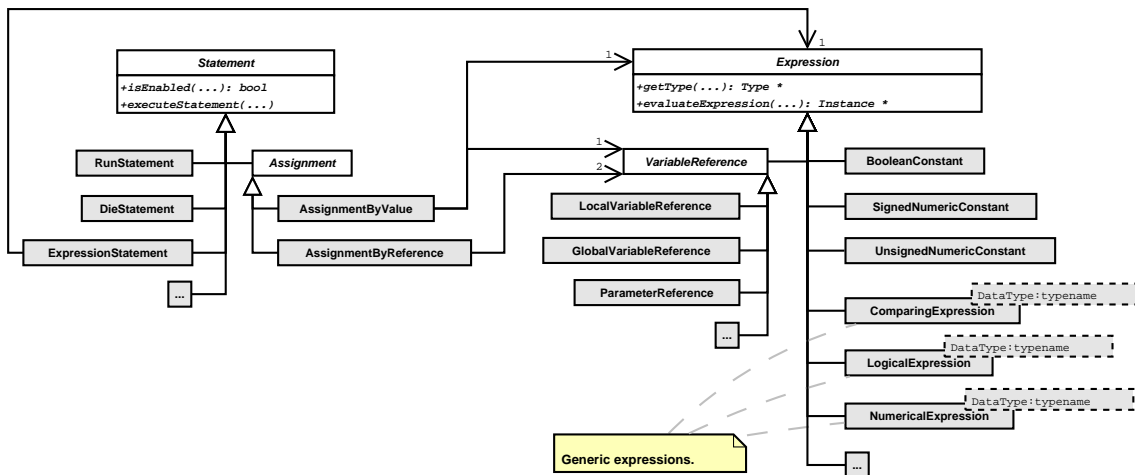 1
1
Statement
+isEnabled(...): bool
+executeStatement(...)
Expression
+getType(...): Type *
+evaluateExpression(...): Instance *
RunStatement
Assignment
1
2
VariableReference
BooleanConstant
DieStatement
AssignmentByValue
LocalVariableReference
SignedNumericConstant
ExpressionStatement
AssignmentByReference
GlobalVariableReference
UnsignedNumericConstant
...
ParameterReference
DataType:typename
ComparingExpression
...
DataType:typename
LogicalExpression
DataType:typename
NumericalExpression
Generic expressions.
...